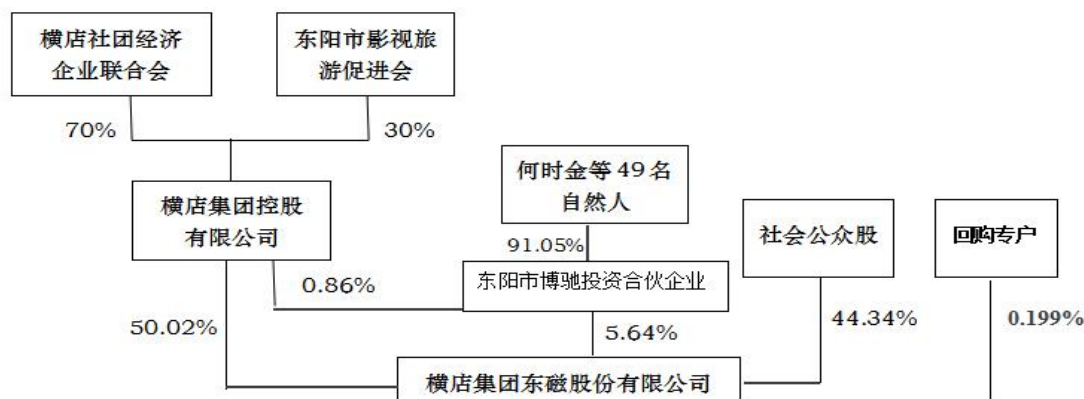 横店社团经济
企业联合会
东阳市影视旅
游促进会
70%
30%
何时金等49名
自然人
横店集团控股
有限公司
社会公众股
回购专户
91.05%
东阳市博驰投资合伙企业
0.86%
50.02%
5.64%
44.34%
0.199%
横店集团东磁股份有限公司